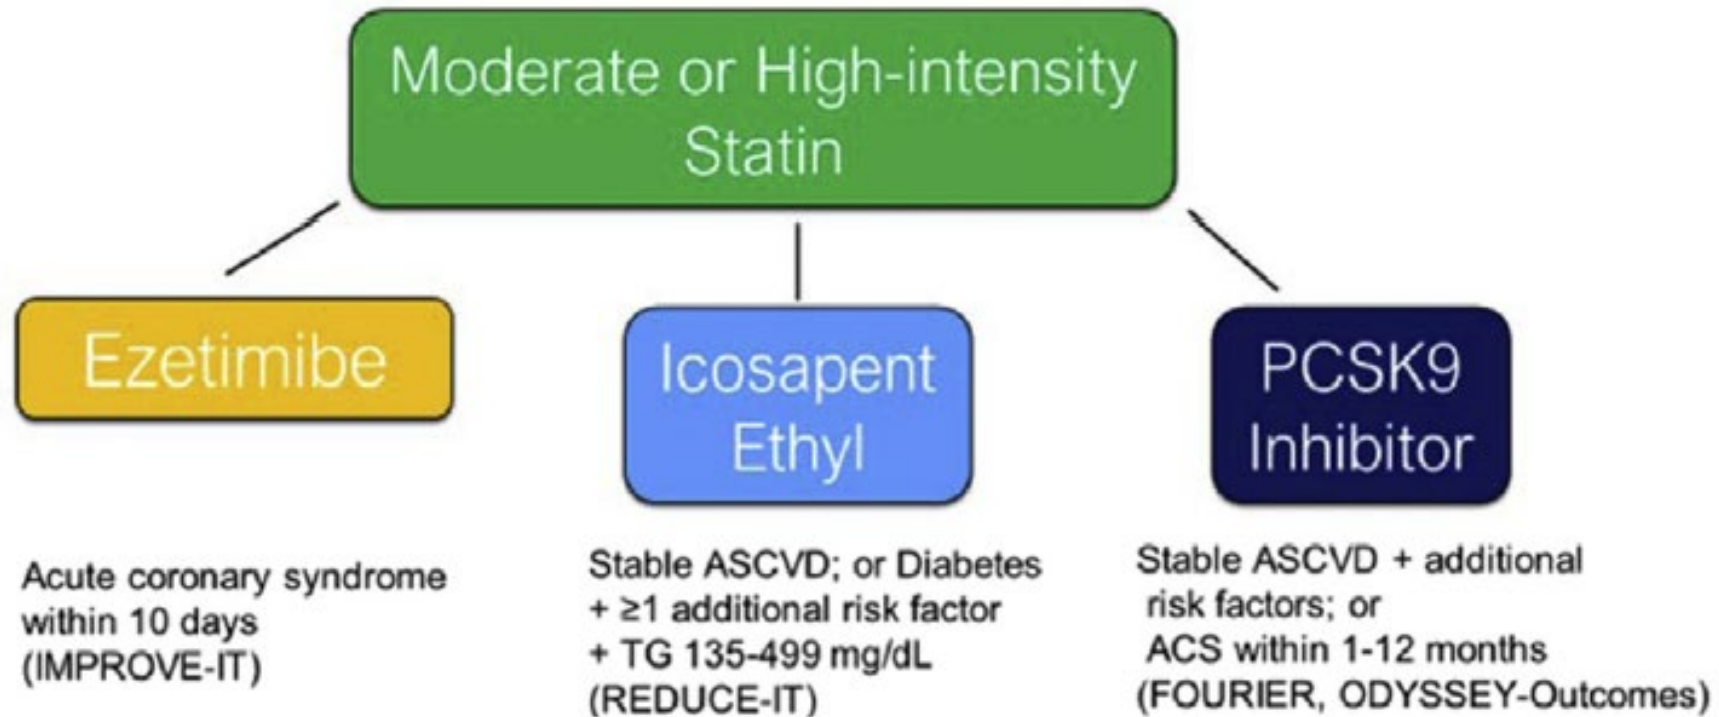 Moderate or High-intensity
Statin
Ezetimibe
Icosapent
Ethyl
PCSK9
Inhibitor
Acute coronary syndrome
within 10 days
(IMPROVE-IT)
Stable ASCVD; or Diabetes
+ ≥1 additional risk factor
+ TG 135-499 mg/dL
(REDUCE-IT)
Stable ASCVD + additional
risk factors; or
ACS within 1-12 months
(FOURIER, ODYSSEY-Outcomes)